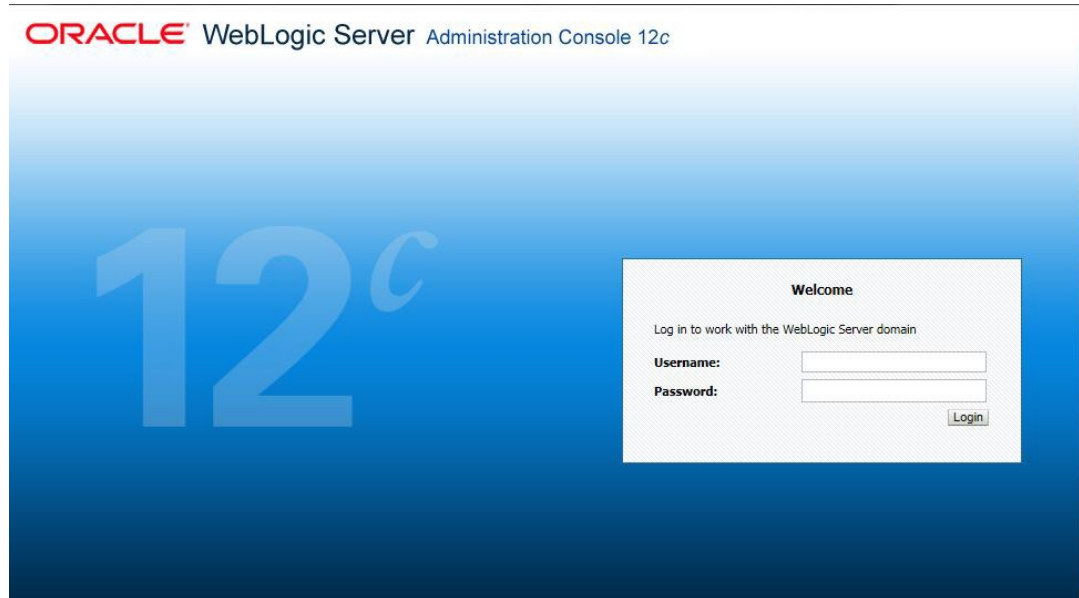 ORACLE WebLogic Server Administration Console 12c
12c
Welcome
Log in to work with the WebLogic Server domain
Username:
Password:
Login